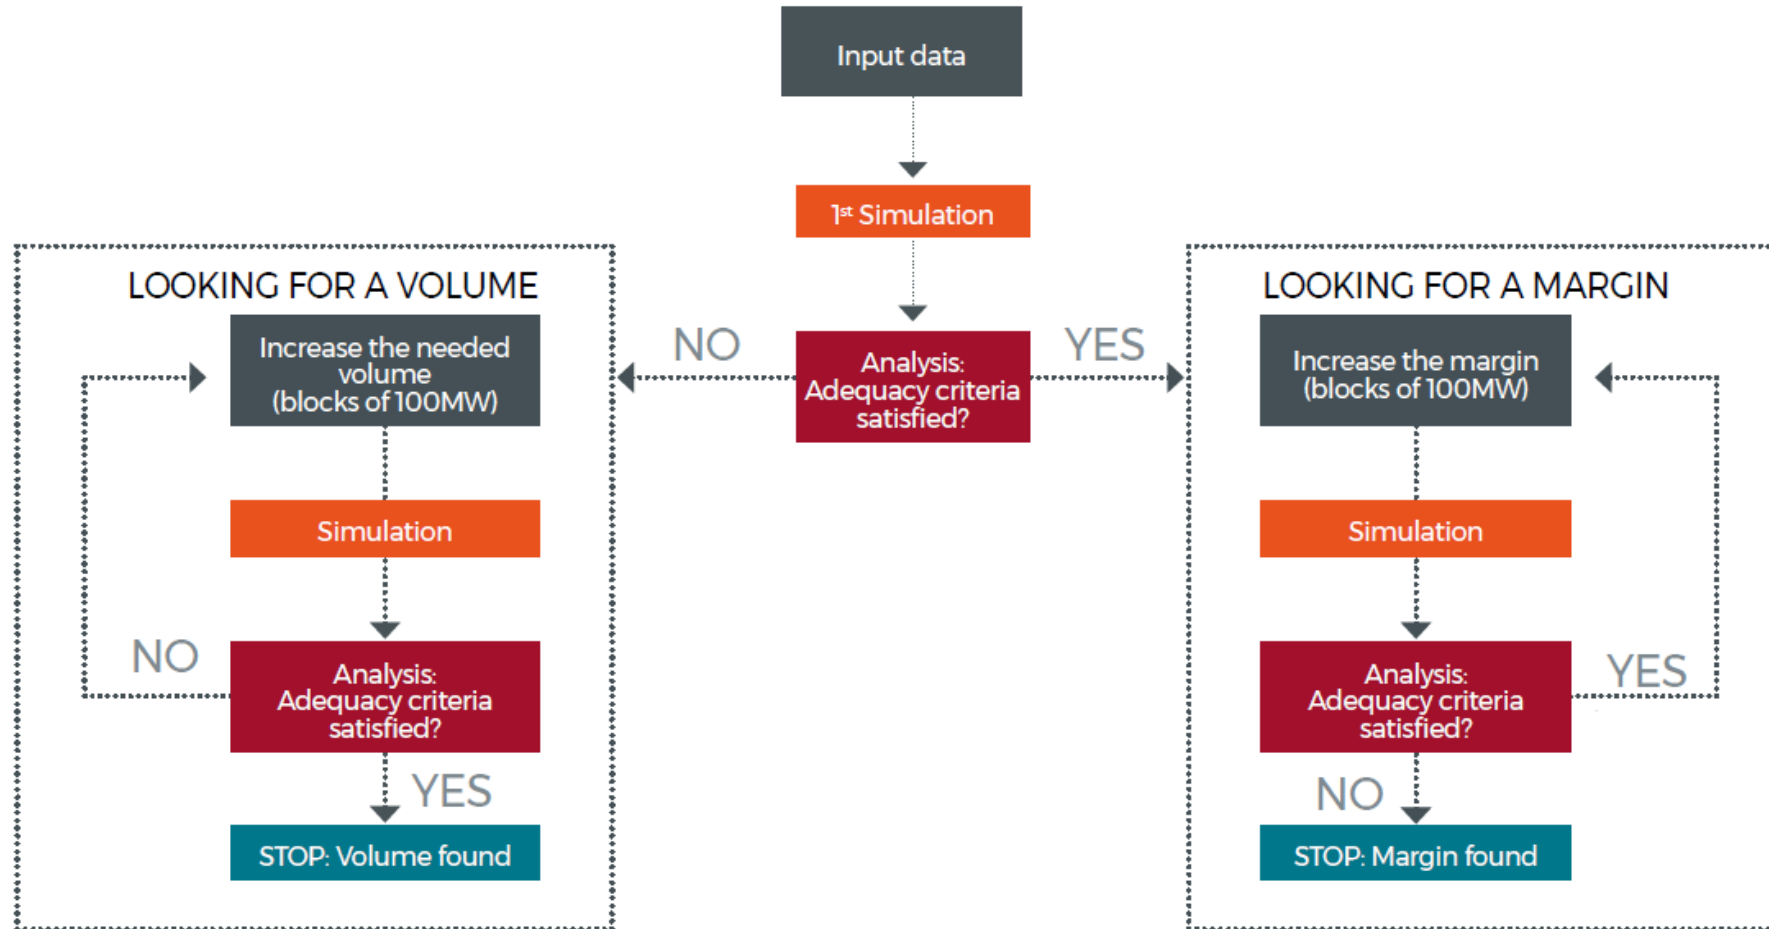 Input data
1st Simulation
Analysis:
Adequacy criteria
satisfied?
NO
YES
LOOKING FOR A VOLUME
Increase the needed
volume
(blocks of 100MW)
Simulation
Analysis:
Adequacy criteria
satisfied?
NO
YES
STOP: Volume found
LOOKING FOR A MARGIN
Increase the margin
(blocks of 100MW)
Simulation
Analysis:
Adequacy criteria
satisfied?
YES
NO
STOP: Margin found